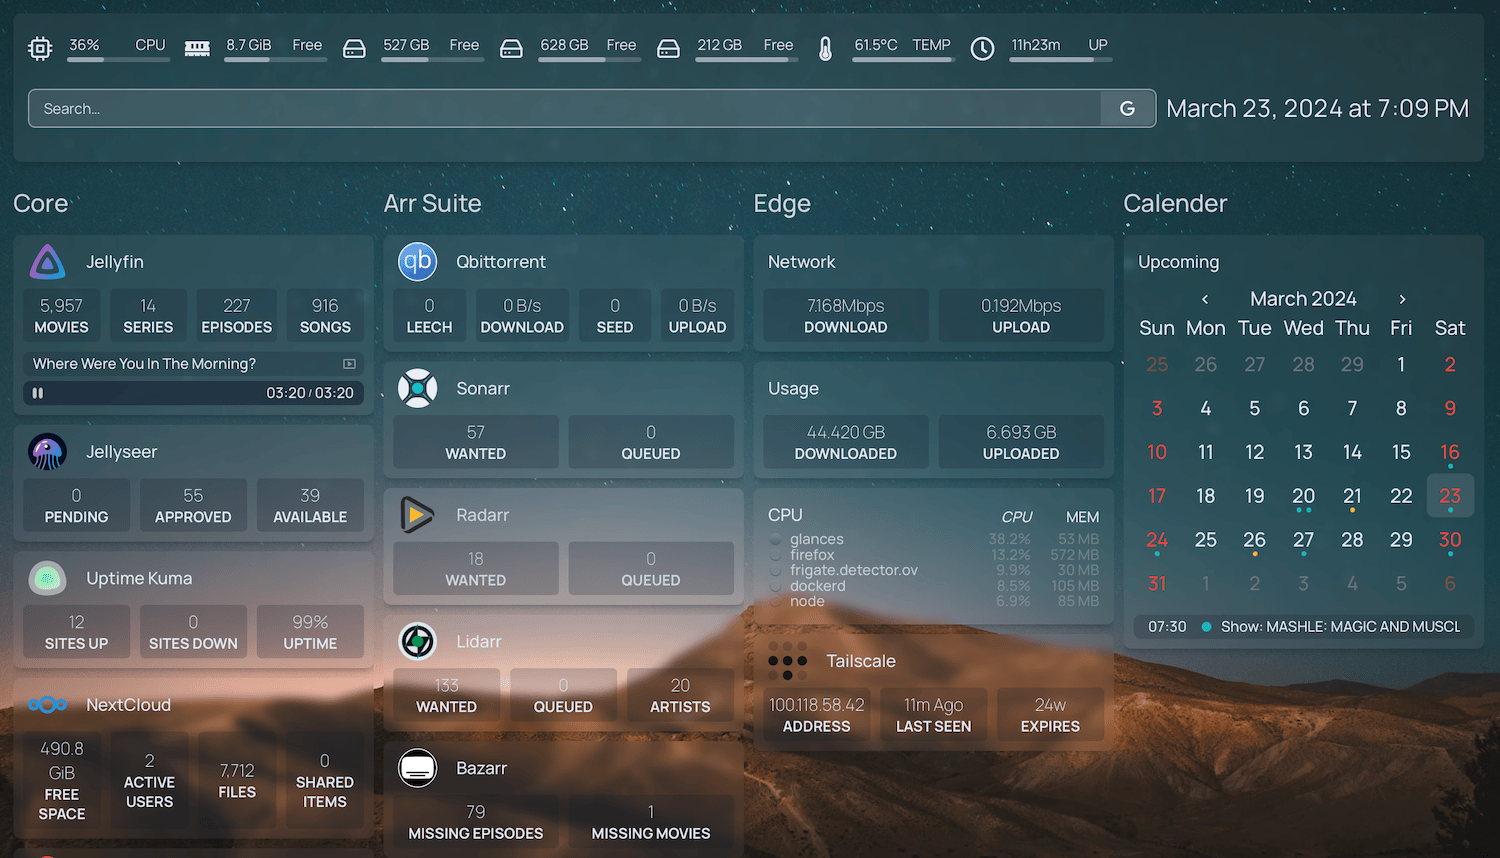 36% CPU 8.7 GiB Free 527 GB Free 628 GB Free 212 GB Free 61.5°C TEMP 11h23m UP
Search... G March 23, 2024 at 7:09 PM
Core
Jellyfin
5,957 14 227 916
MOVIES SERIES EPISODES SONGS
Where Were You In The Morning?
03:20 / 03:20
Jellyseer
0 55 39
PENDING APPROVED AVAILABLE
Uptime Kuma
12 0 99%
SITES UP SITES DOWN UPTIME
NextCloud
490.8
GiB
FREE
SPACE
2
ACTIVE
USERS
7,712
FILES
0
SHARED
ITEMS
Arr Suite
qb Qbittorrent
0 0 B/s 0 0 B/s
LEECH DOWNLOAD SEED UPLOAD
Sonarr
57 0
WANTED QUEUED
Radarr
18 0
WANTED QUEUED
Lidarr
133 0 20
WANTED QUEUED ARTISTS
Bazarr
79 1
MISSING EPISODES MISSING MOVIES
Edge
Network
7.168Mbps 0.192Mbps
DOWNLOAD UPLOAD
Usage
44.420 GB 6.693 GB
DOWNLOADED UPLOADED
CPU CPU MEM
glances 38.2% 53 MB
firefox 13.2% 572 MB
frigate.detector.ov 9.9% 30 MB
dockerd 8.5% 105 MB
node 6.9% 85 MB
Tailscale
100.118.58.42 11m Ago 24w
ADDRESS LAST SEEN EXPIRES
Calender
Upcoming
‹ March 2024 ›
Sun Mon Tue Wed Thu Fri Sat
25 26 27 28 29 1 2
3 4 5 6 7 8 9
10 11 12 13 14 15 16
17 18 19 20 21 22 23
24 25 26 27 28 29 30
31 1 2 3 4 5 6
07:30 Show: MASHLE: MAGIC AND MUSCL